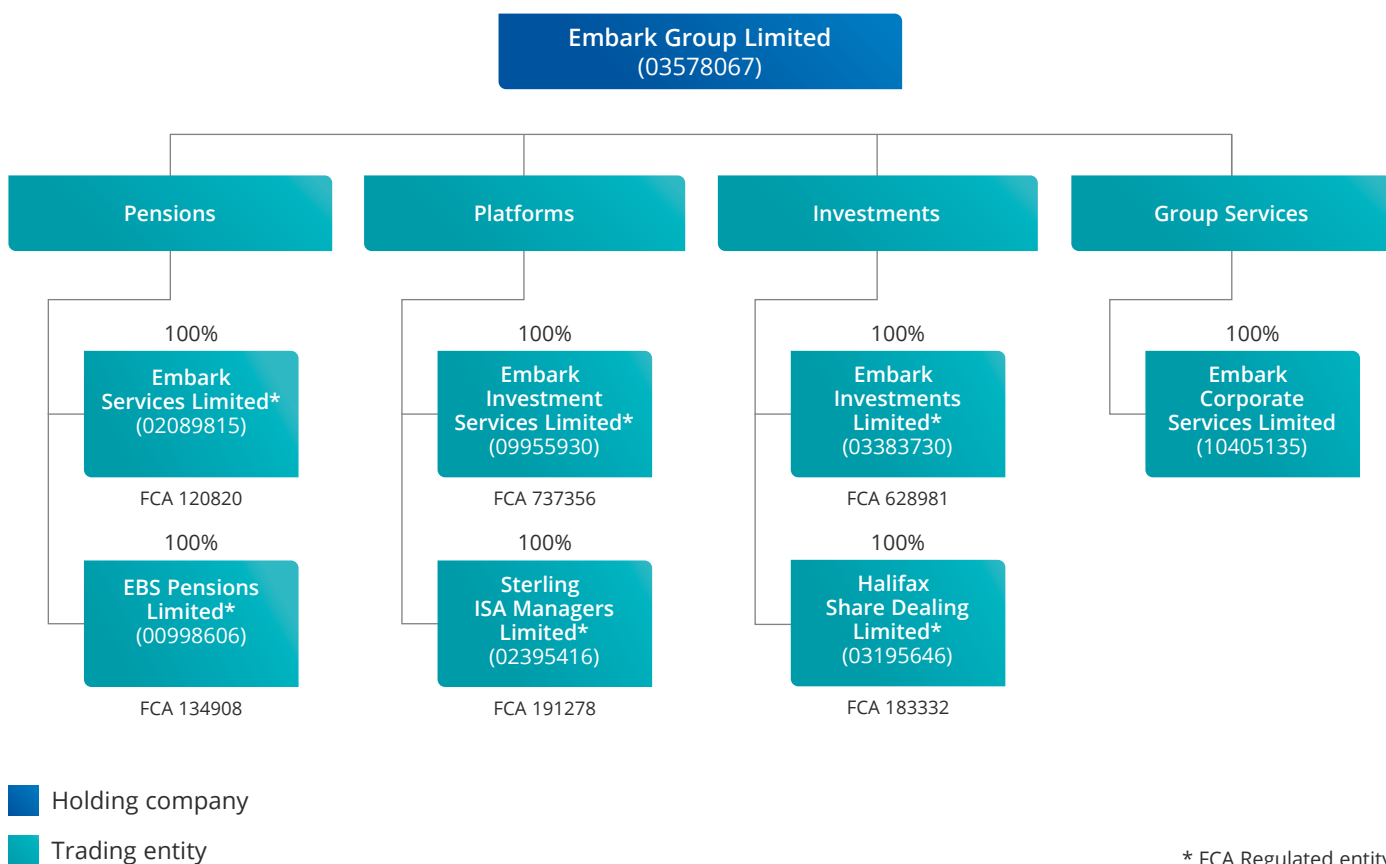 Embark Group Limited
(03578067)
Pensions
Platforms
Investments
Group Services
100%
Embark
Services Limited*
(02089815)
FCA 120820
100%
EBS Pensions
Limited*
(00998606)
FCA 134908
100%
Embark
Investment
Services Limited*
(09955930)
FCA 737356
100%
Sterling
ISA Managers
Limited*
(02395416)
FCA 191278
100%
Embark
Investments
Limited*
(03383730)
FCA 628981
100%
Halifax
Share Dealing
Limited*
(03195646)
FCA 183332
100%
Embark
Corporate
Services Limited
(10405135)
Holding company
Trading entity
* FCA Regulated entity